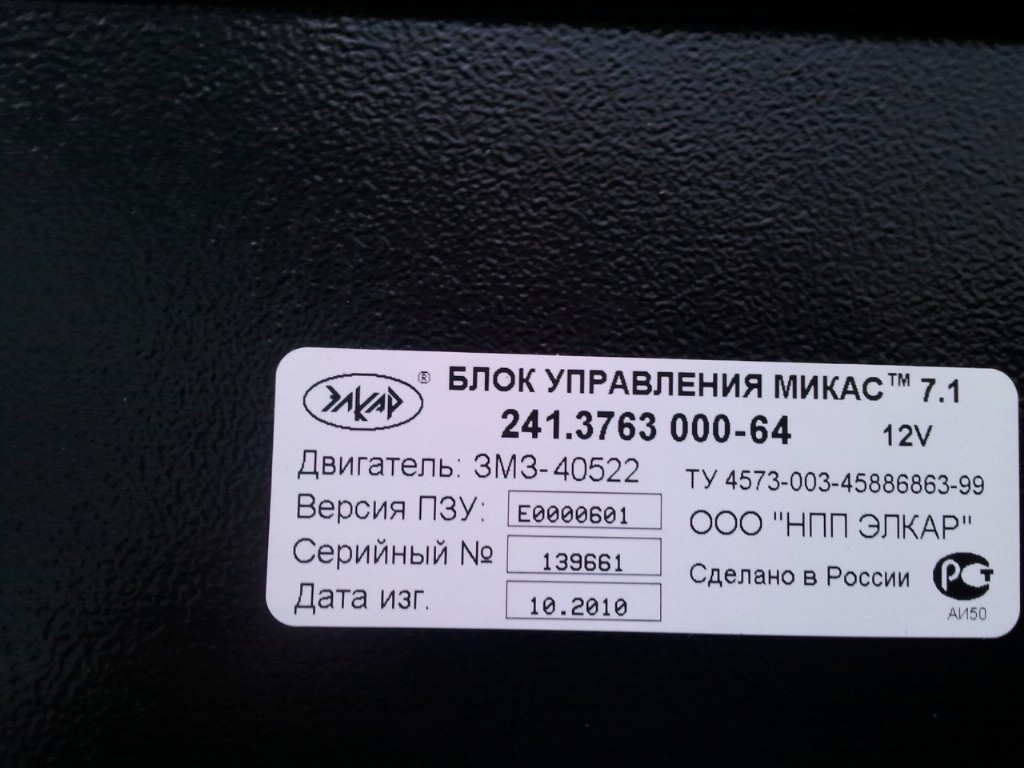 ЭЛКАР ® БЛОК УПРАВЛЕНИЯ МИКАС™ 7.1
241.3763 000-64 12V
Двигатель: ЗМЗ-40522 ТУ 4573-003-45886863-99
Версия ПЗУ: E0000601 ООО "НПП ЭЛКАР"
Серийный № 139661 Сделано в России РСТ
Дата изг. 10.2010 АИ50